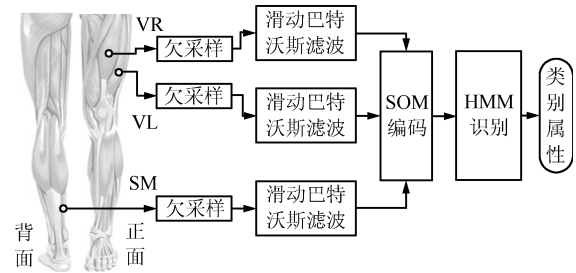 VR
欠采样
滑动巴特
沃斯滤波
VL
欠采样
滑动巴特
沃斯滤波
SM
欠采样
滑动巴特
沃斯滤波
SOM
编码
HMM
识别
类别属性
背面
正面